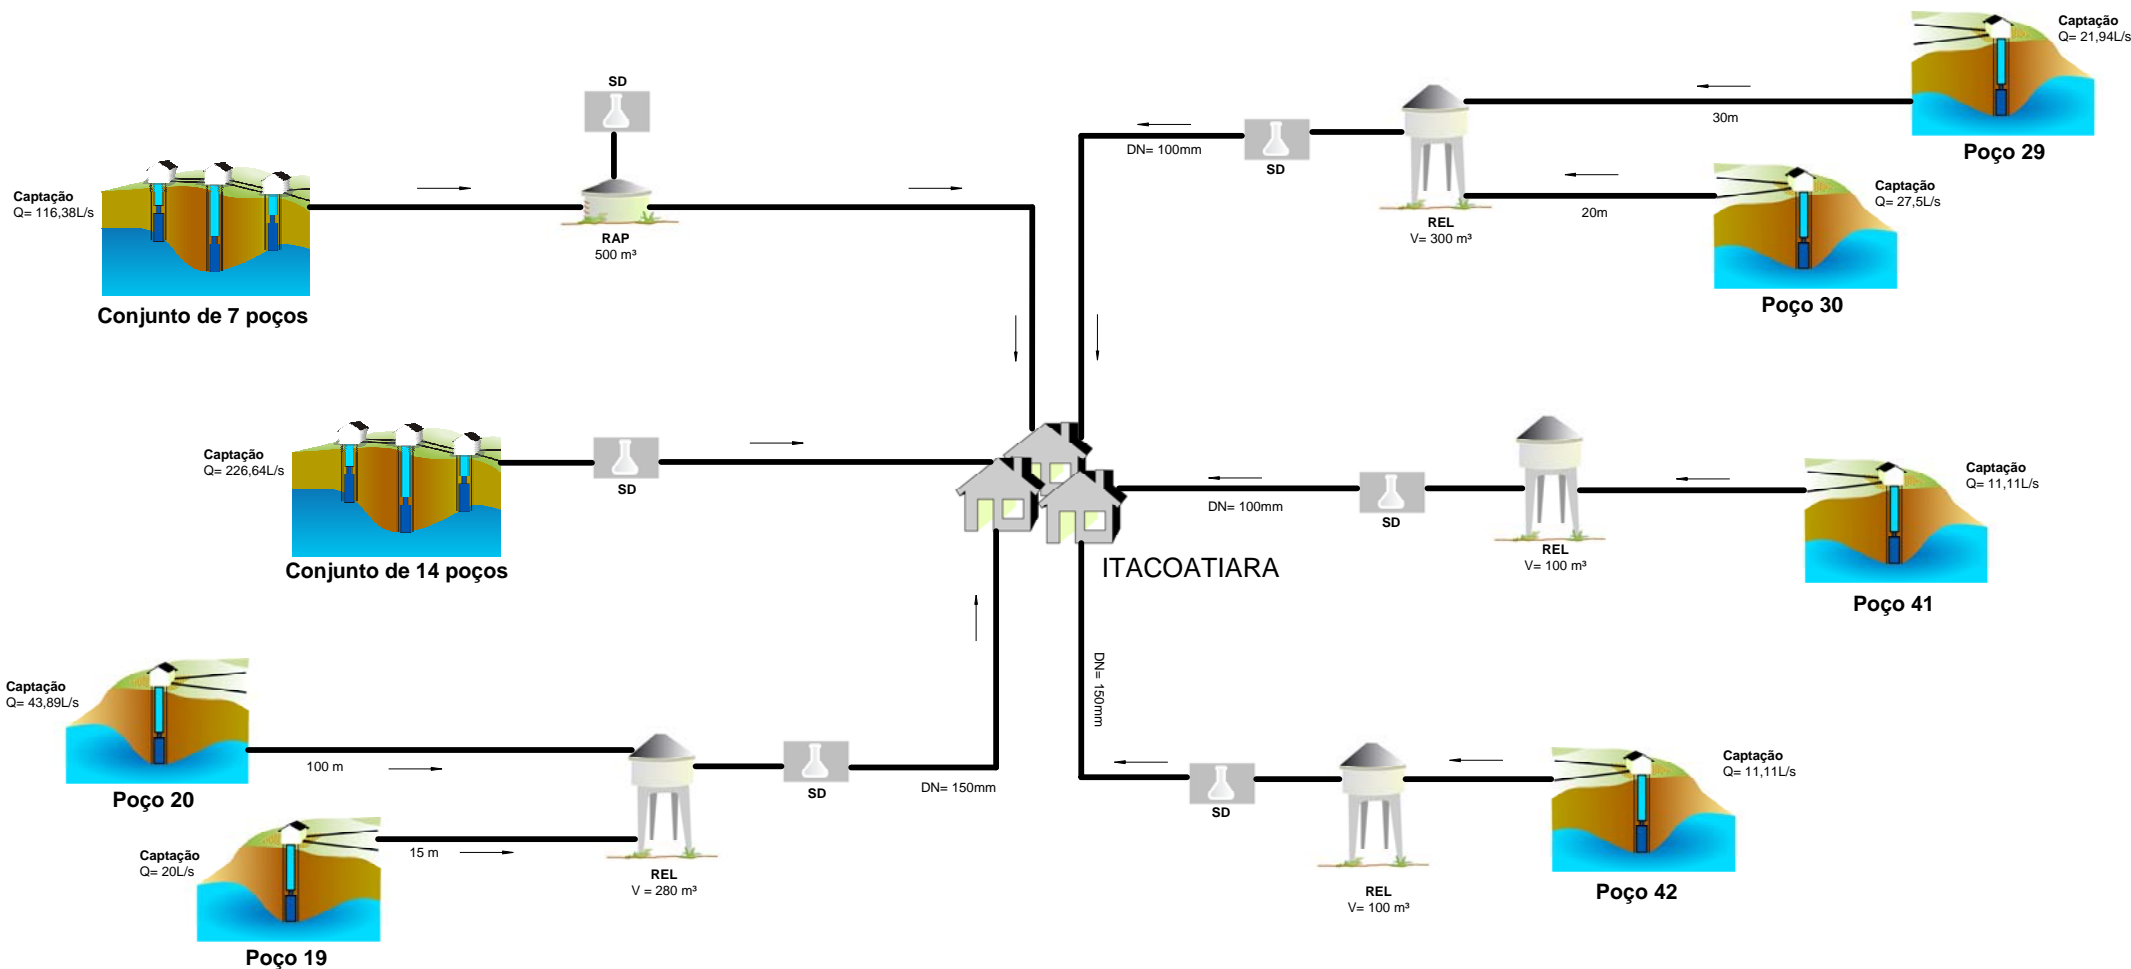 Captação
Q= 21,94L/s
30m
Poço 29
SD
DN= 100mm
SD
Captação
Q= 27,5L/s
20m
REL
V= 300 m³
Poço 30
Captação
Q= 116,38L/s
RAP
500 m³
Conjunto de 7 poços
Captação
Q= 226,64L/s
SD
Conjunto de 14 poços
Captação
Q= 11,11L/s
DN= 100mm
SD
REL
V= 100 m³
ITACOATIARA
Poço 41
Captação
Q= 43,89L/s
100 m
Poço 20
SD
DN= 150mm
DN= 150mm
Captação
Q= 11,11L/s
SD
Captação
Q= 20L/s
15 m
REL
V = 280 m³
REL
V= 100 m³
Poço 42
Poço 19